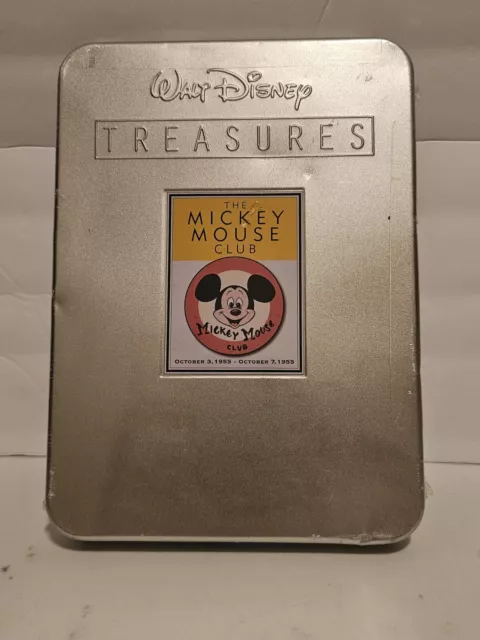 WALT DISNEY
TREASURES
THE
MICKEY
MOUSE
CLUB
MICKEY MOUSE
CLUB
OCTOBER 3, 1955 - OCTOBER 7, 1955